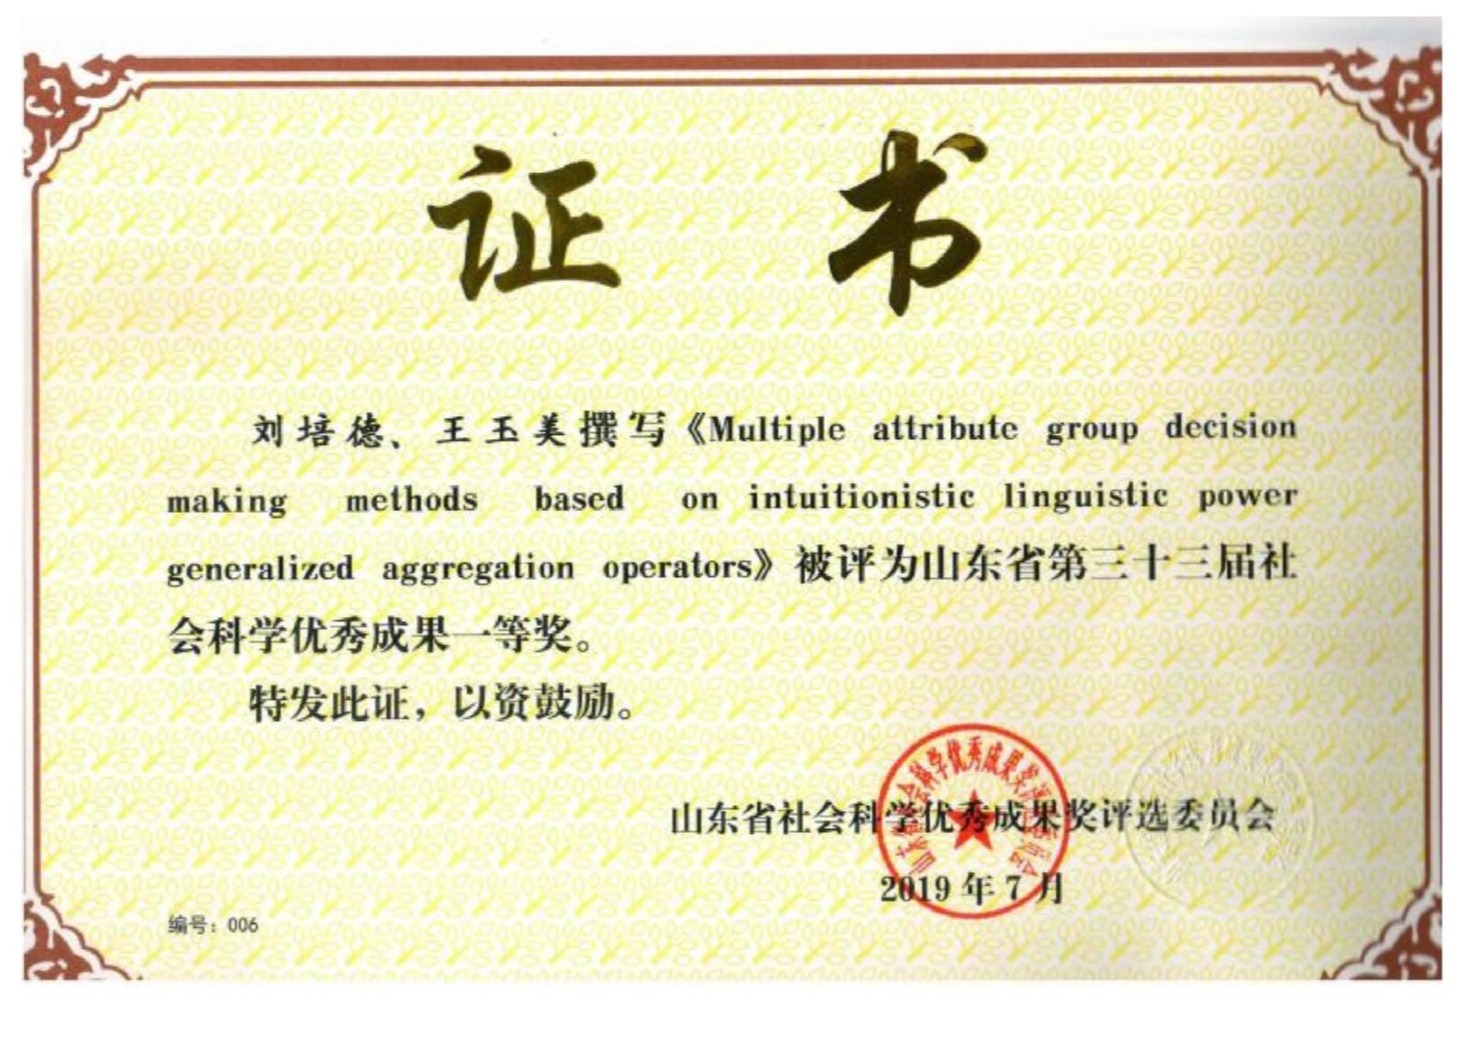 证 书
刘培德、王玉美撰写《Multiple attribute group decision
making methods based on intuitionistic linguistic power
generalized aggregation operators》被评为山东省第三十三届社
会科学优秀成果一等奖。
特发此证，以资鼓励。
山东省社会科学优秀成果奖评选委员会
2019年7月
编号：006